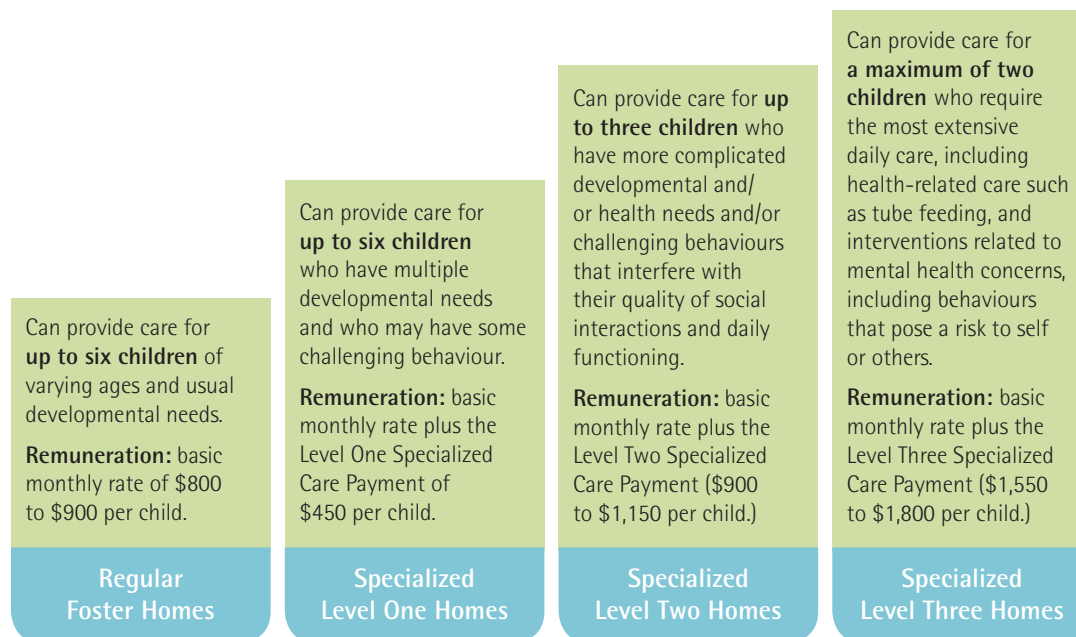 Can provide care for
up to six children of
varying ages and usual
developmental needs.
Remuneration: basic
monthly rate of $800
to $900 per child.
Regular
Foster Homes
Can provide care for
up to six children
who have multiple
developmental needs
and who may have some
challenging behaviour.
Remuneration: basic
monthly rate plus the
Level One Specialized
Care Payment of
$450 per child.
Specialized
Level One Homes
Can provide care for up
to three children who
have more complicated
developmental and/
or health needs and/or
challenging behaviours
that interfere with
their quality of social
interactions and daily
functioning.
Remuneration: basic
monthly rate plus the
Level Two Specialized
Care Payment ($900
to $1,150 per child.)
Specialized
Level Two Homes
Can provide care for
a maximum of two
children who require
the most extensive
daily care, including
health-related care such
as tube feeding, and
interventions related to
mental health concerns,
including behaviours
that pose a risk to self
or others.
Remuneration: basic
monthly rate plus the
Level Three Specialized
Care Payment ($1,550
to $1,800 per child.)
Specialized
Level Three Homes